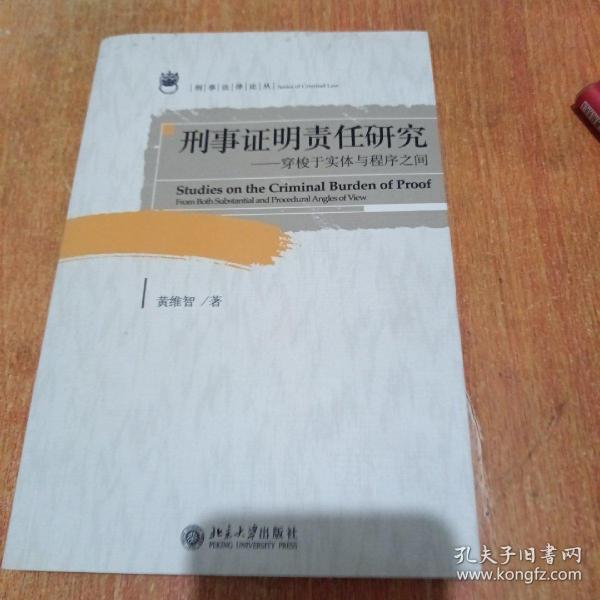 刑事法律论丛 Series of Criminal Law
刑事证明责任研究
——穿梭于实体与程序之间
Studies on the Criminal Burden of Proof
From Both Substantial and Procedural Angles of View
黄维智 / 著
北京大学出版社
PEKING UNIVERSITY PRESS
孔夫子旧书网
www.kongfz.com